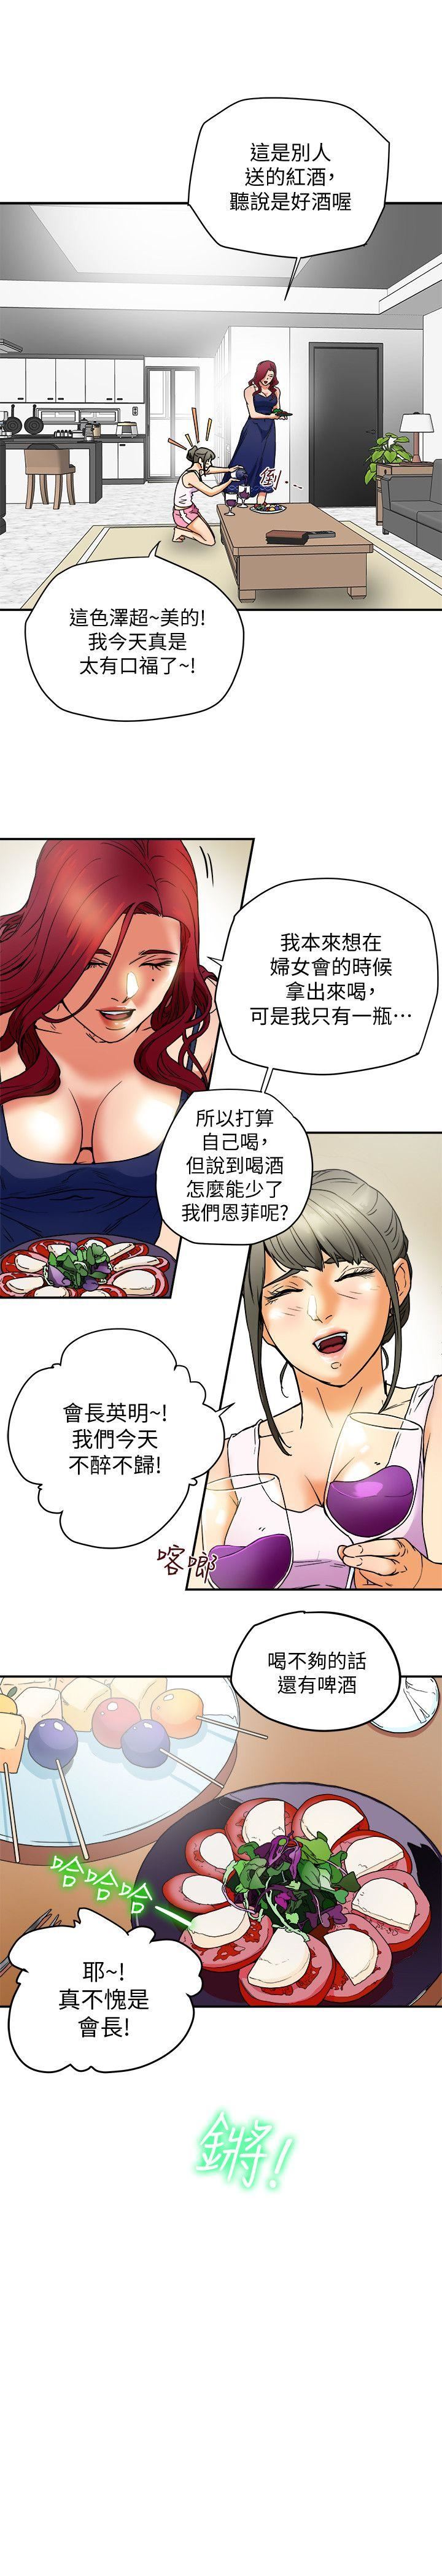 這是別人
送的紅酒，
聽說是好酒喔
倒
這色澤超~美的!
我今天真是
太有口福了~!
我本來想在
婦女會的時候
拿出來喝，
可是我只有一瓶…
所以打算
自己喝，
但說到喝酒
怎麼能少了
我們恩菲呢?
會長英明~!
我們今天
不醉不歸!
喀啷
喝不夠的話
還有啤酒
哈哈哈
耶~!
真不愧是
會長!
鏘!